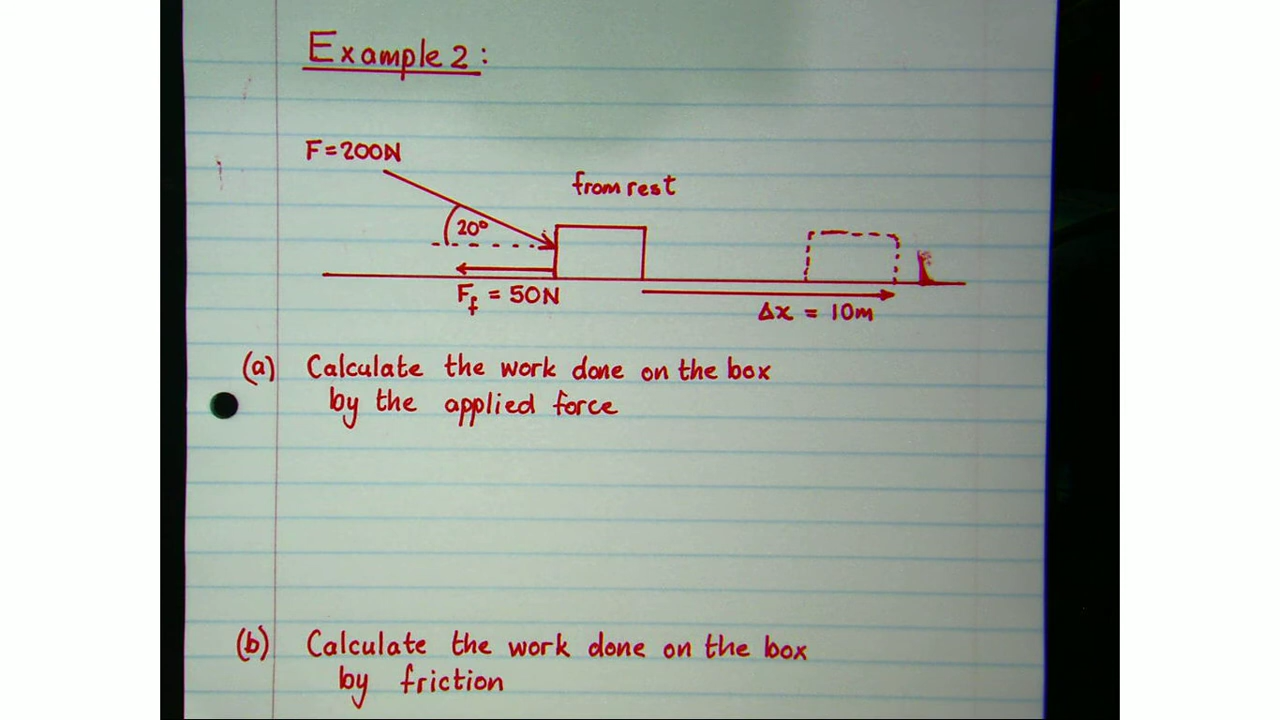 Example 2:
F = 200N
from rest
20°
Ff = 50N
Δx = 10m
(a) Calculate the work done on the box
by the applied force
(b) Calculate the work done on the box
by friction